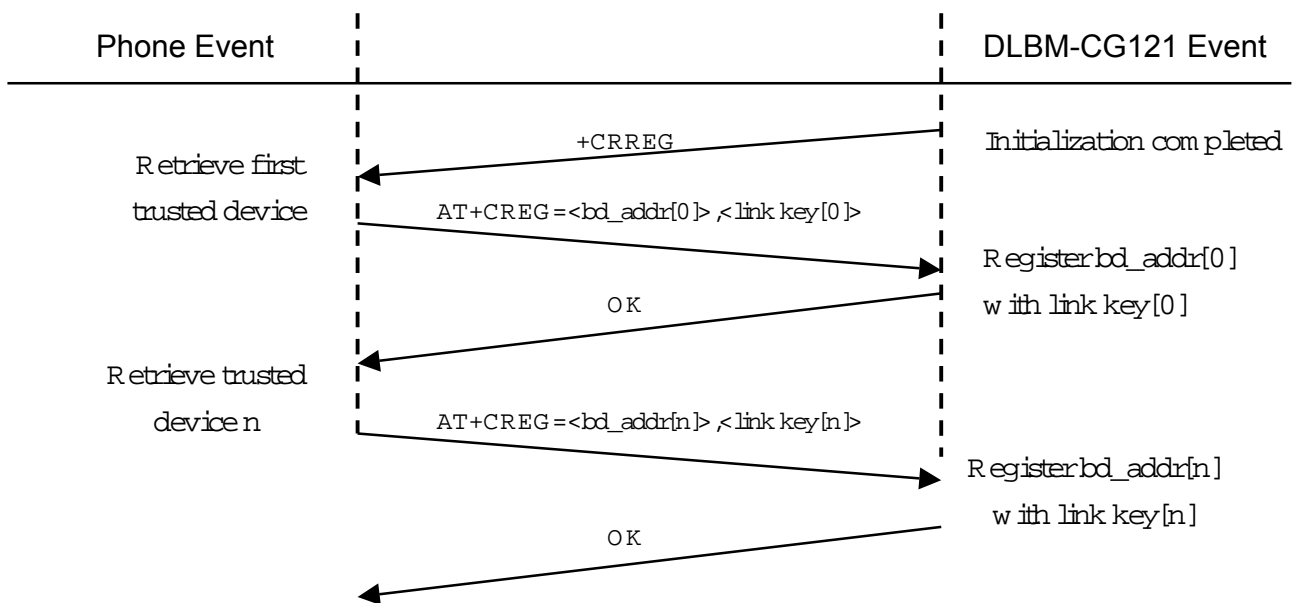 Phone Event
DLBM-CG121 Event
+CRREG
Initialization completed
Retrieve first
trusted device
AT+CREG=<bd_addr[0]>,<link key[0]>
Register bd_addr[0]
with link key[0]
OK
Retrieve trusted
device n
AT+CREG=<bd_addr[n]>,<link key[n]>
Register bd_addr[n]
with link key[n]
OK